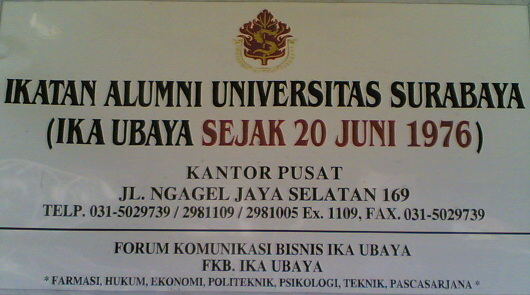 IKATAN ALUMNI UNIVERSITAS SURABAYA
(IKA UBAYA SEJAK 20 JUNI 1976)
KANTOR PUSAT
JL. NGAGEL JAYA SELATAN 169
TELP. 031-5029739 / 2981109 / 2981005 Ex. 1109, FAX. 031-5029739
FORUM KOMUNIKASI BISNIS IKA UBAYA
FKB. IKA UBAYA
* FARMASI, HUKUM, EKONOMI, POLITEKNIK, PSIKOLOGI, TEKNIK, PASCASARJANA *